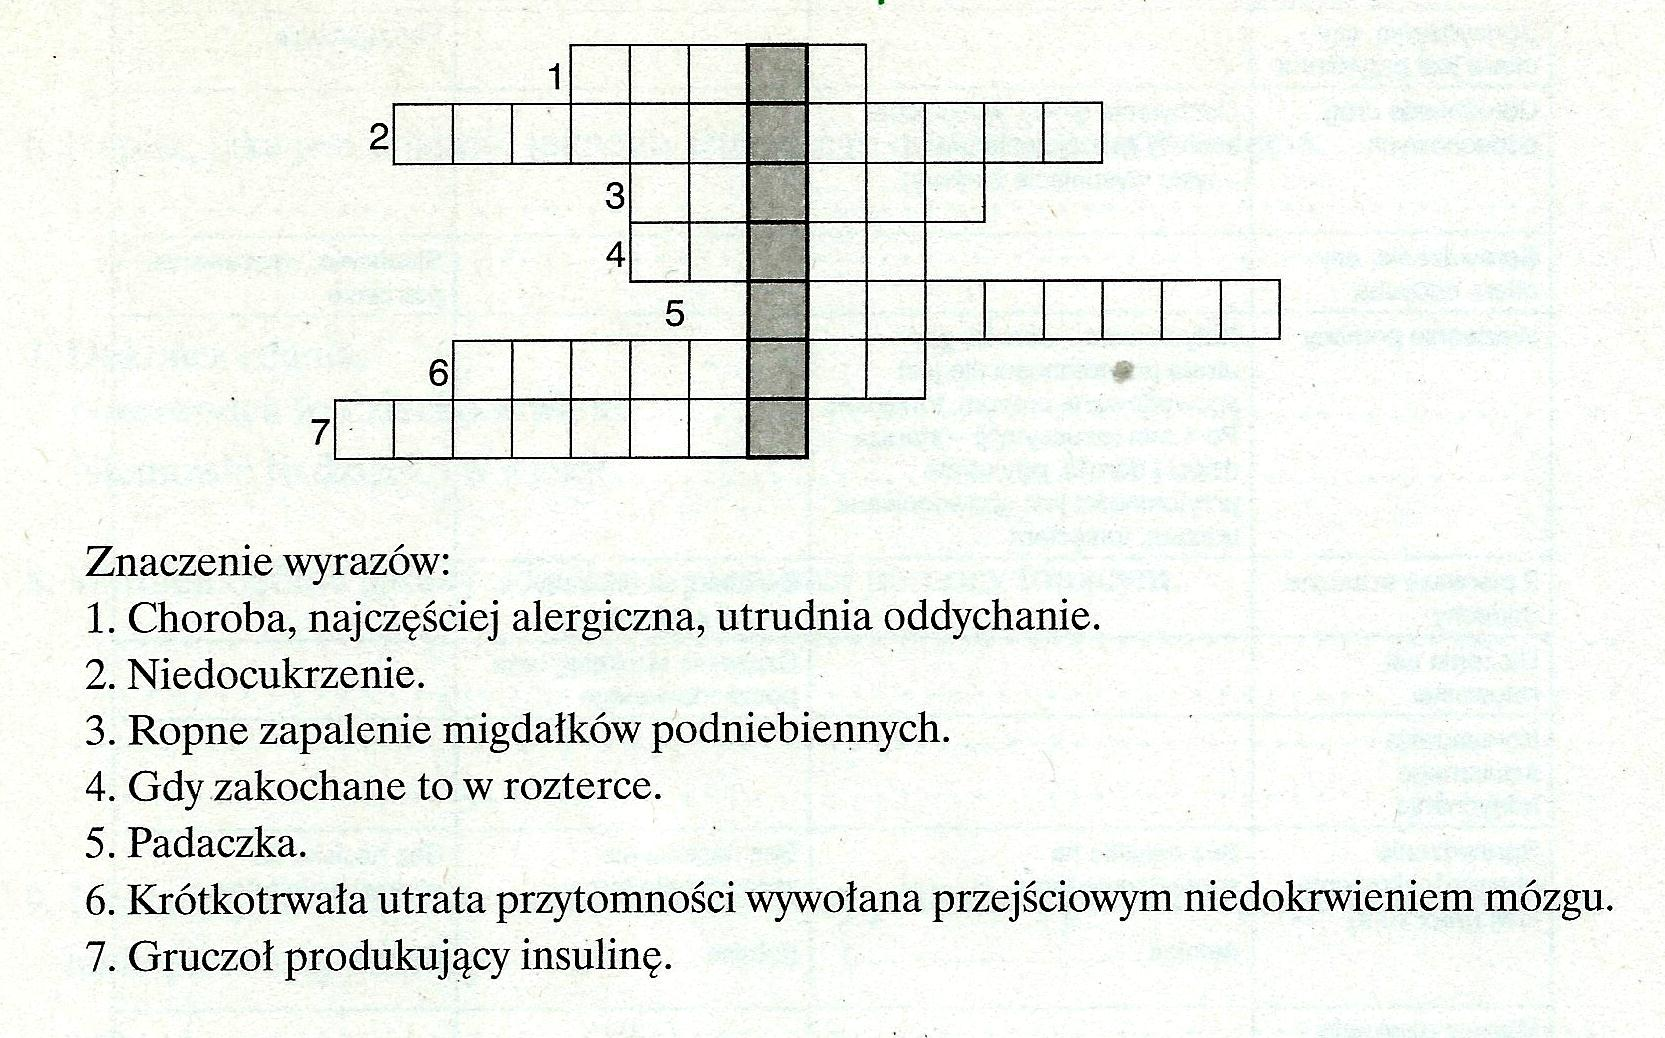 1
2
3
4
5
6
7
Znaczenie wyrazów:
1. Choroba, najczęściej alergiczna, utrudnia oddychanie.
2. Niedocukrzenie.
3. Ropne zapalenie migdałków podniebiennych.
4. Gdy zakochane to w rozterce.
5. Padaczka.
6. Krótkotrwała utrata przytomności wywołana przejściowym niedokrwieniem mózgu.
7. Gruczoł produkujący insulinę.